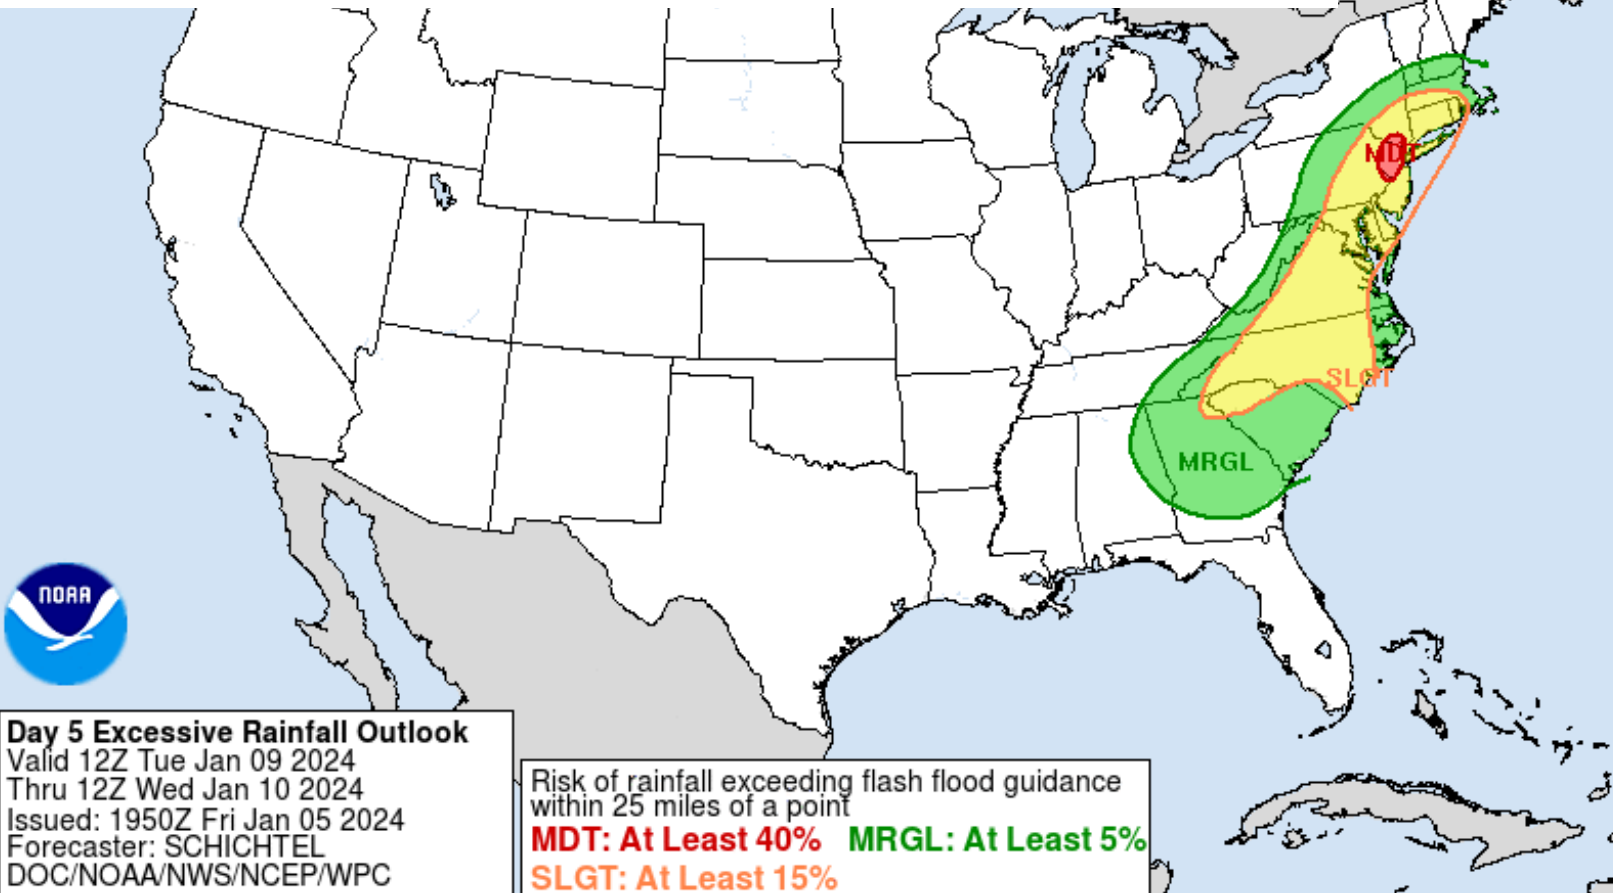 MDT
SLGT
MRGL
NOAA
Day 5 Excessive Rainfall Outlook
Valid 12Z Tue Jan 09 2024
Thru 12Z Wed Jan 10 2024
Issued: 1950Z Fri Jan 05 2024
Forecaster: SCHICHTEL
DOC/NOAA/NWS/NCEP/WPC
Risk of rainfall exceeding flash flood guidance
within 25 miles of a point
MDT: At Least 40% MRGL: At Least 5%
SLGT: At Least 15%